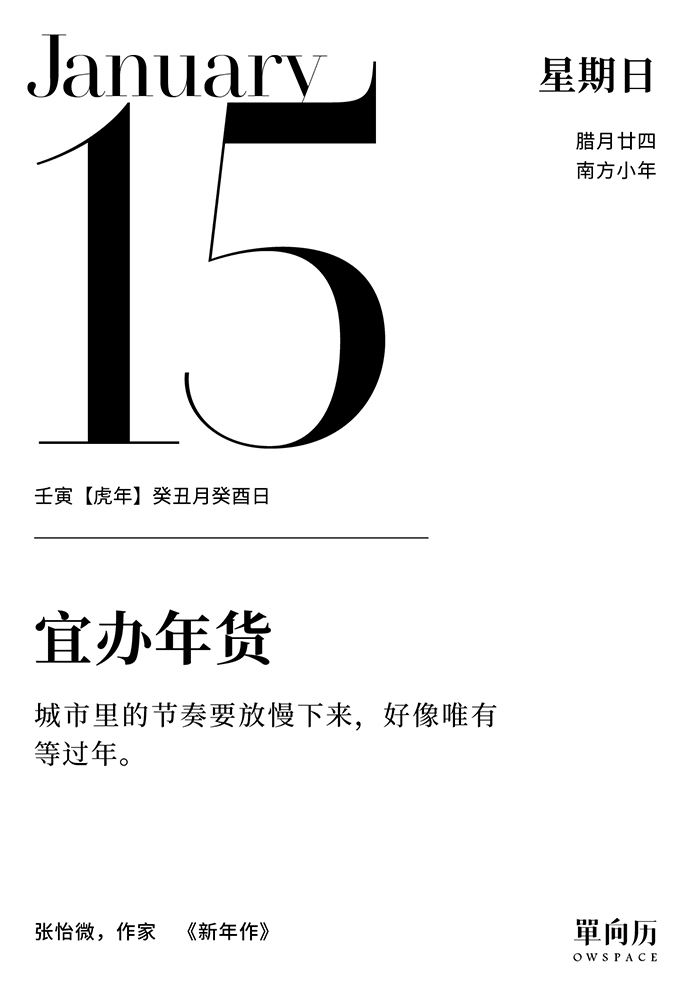 January
星期日
15
腊月廿四
南方小年
壬寅【虎年】癸丑月癸酉日
宜办年货
城市里的节奏要放慢下来，好像唯有
等过年。
张怡微，作家 《新年作》
單向历
OWSPACE